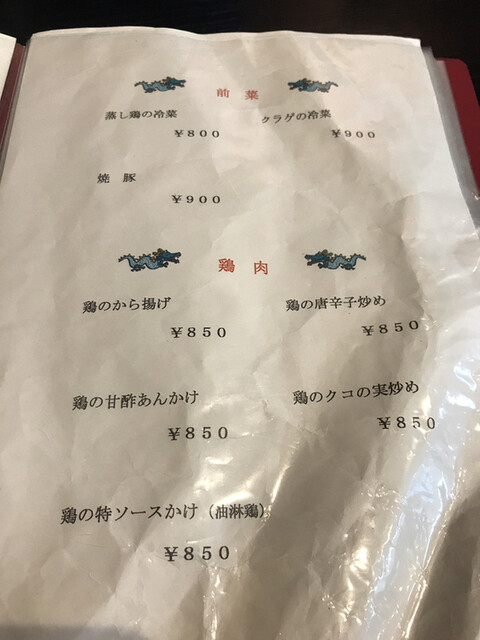 前菜
蒸し鶏の冷菜 クラゲの冷菜
￥800 ￥900
焼豚
￥900
鶏肉
鶏のから揚げ 鶏の唐辛子炒め
￥850 ￥850
鶏の甘酢あんかけ 鶏のクコの実炒め
￥850 ￥850
鶏の特ソースかけ（油淋鶏）
￥850